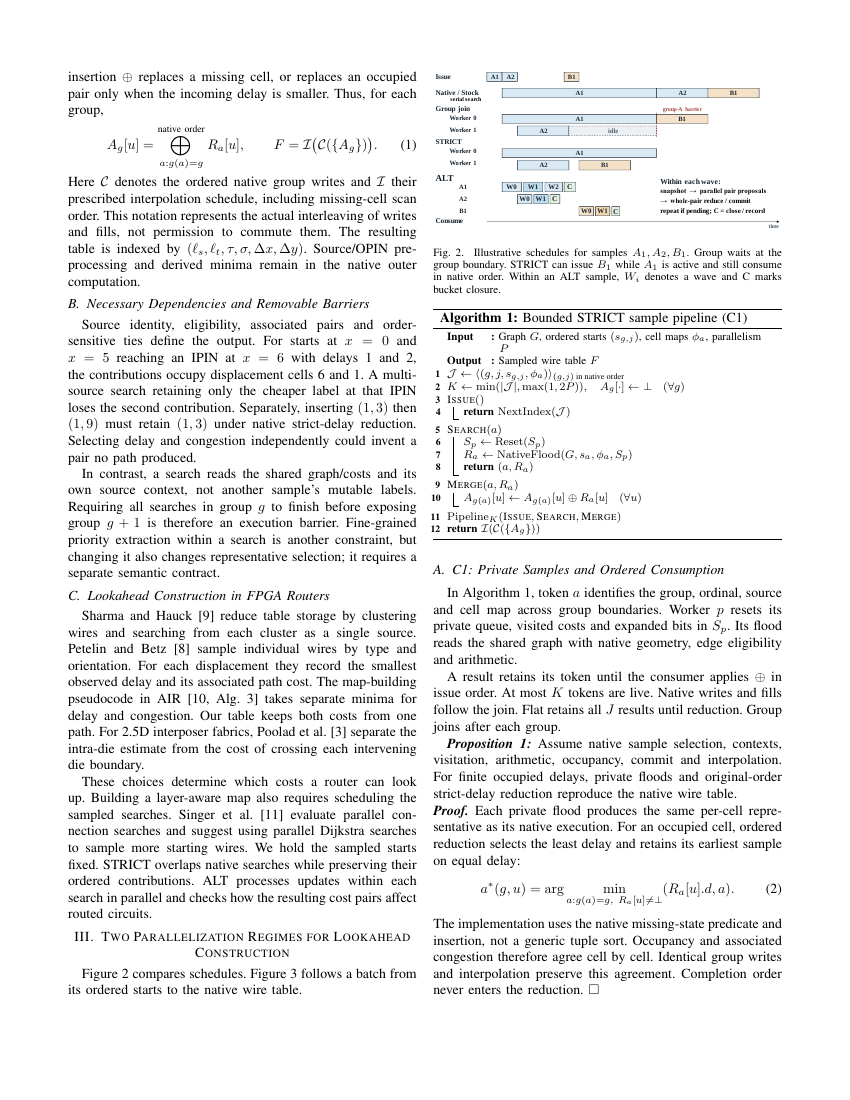 insertion ⊕ replaces a missing cell, or replaces an occupied
pair only when the incoming delay is smaller. Thus, for each
group,
native order
A_g[u] = ⨁ R_a[u],    F = I(C({A_g})).    (1)
a:g(a)=g
Here C denotes the ordered native group writes and I their
prescribed interpolation schedule, including missing-cell scan
order. This notation represents the actual interleaving of writes
and fills, not permission to commute them. The resulting
table is indexed by (ℓ_s, ℓ_t, τ, σ, Δx, Δy). Source/OPIN pre-
processing and derived minima remain in the native outer
computation.
B. Necessary Dependencies and Removable Barriers
Source identity, eligibility, associated pairs and order-
sensitive ties define the output. For starts at x = 0 and
x = 5 reaching an IPIN at x = 6 with delays 1 and 2,
the contributions occupy displacement cells 6 and 1. A multi-
source search retaining only the cheaper label at that IPIN
loses the second contribution. Separately, inserting (1, 3) then
(1, 9) must retain (1, 3) under native strict-delay reduction.
Selecting delay and congestion independently could invent a
pair no path produced.
In contrast, a search reads the shared graph/costs and its
own source context, not another sample's mutable labels.
Requiring all searches in group g to finish before exposing
group g + 1 is therefore an execution barrier. Fine-grained
priority extraction within a search is another constraint, but
changing it also changes representative selection; it requires a
separate semantic contract.
C. Lookahead Construction in FPGA Routers
Sharma and Hauck [9] reduce table storage by clustering
wires and searching from each cluster as a single source.
Petelin and Betz [8] sample individual wires by type and
orientation. For each displacement they record the smallest
observed delay and its associated path cost. The map-building
pseudocode in AIR [10, Alg. 3] takes separate minima for
delay and congestion. Our table keeps both costs from one
path. For 2.5D interposer fabrics, Poolad et al. [3] separate the
intra-die estimate from the cost of crossing each intervening
die boundary.
These choices determine which costs a router can look
up. Building a layer-aware map also requires scheduling the
sampled searches. Singer et al. [11] evaluate parallel con-
nection searches and suggest using parallel Dijkstra searches
to sample more starting wires. We hold the sampled starts
fixed. STRICT overlaps native searches while preserving their
ordered contributions. ALT processes updates within each
search in parallel and checks how the resulting cost pairs affect
routed circuits.
III. TWO PARALLELIZATION REGIMES FOR LOOKAHEAD
CONSTRUCTION
Figure 2 compares schedules. Figure 3 follows a batch from
its ordered starts to the native wire table.
Issue A1 A2 B1
Native / Stock A1 A2 B1
serial search
Group join group-A barrier
Worker 0 A1 B1
Worker 1 A2 idle
STRICT
Worker 0 A1
Worker 1 A2 B1
ALT
A1 W0 W1 W2 C
A2 W0 W1 C
B1 W0 W1 C
Within each wave:
snapshot → parallel pair proposals
→ whole-pair reduce / commit
repeat if pending; C = close / record
Consume
time
Fig. 2. Illustrative schedules for samples A₁, A₂, B₁. Group waits at the
group boundary. STRICT can issue B₁ while A₁ is active and still consume
in native order. Within an ALT sample, W_i denotes a wave and C marks
bucket closure.
Algorithm 1: Bounded STRICT sample pipeline (C1)
Input : Graph G, ordered starts (s_{g,j}), cell maps ϕ_a, parallelism
P
Output : Sampled wire table F
1 J ← ⟨(g, j, s_{g,j}, ϕ_a)⟩_{(g,j) in native order}
2 K ← min(|J|, max(1, 2P)), A_g[·] ← ⊥ (∀g)
3 ISSUE()
4 return NextIndex(J)
5 SEARCH(a)
6 S_p ← Reset(S_p)
7 R_a ← NativeFlood(G, s_a, ϕ_a, S_p)
8 return (a, R_a)
9 MERGE(a, R_a)
10 A_{g(a)}[u] ← A_{g(a)}[u] ⊕ R_a[u] (∀u)
11 Pipeline_K(ISSUE, SEARCH, MERGE)
12 return I(C({A_g}))
A. C1: Private Samples and Ordered Consumption
In Algorithm 1, token a identifies the group, ordinal, source
and cell map across group boundaries. Worker p resets its
private queue, visited costs and expanded bits in S_p. Its flood
reads the shared graph with native geometry, edge eligibility
and arithmetic.
A result retains its token until the consumer applies ⊕ in
issue order. At most K tokens are live. Native writes and fills
follow the join. Flat retains all J results until reduction. Group
joins after each group.
Proposition 1: Assume native sample selection, contexts,
visitation, arithmetic, occupancy, commit and interpolation.
For finite occupied delays, private floods and original-order
strict-delay reduction reproduce the native wire table.
Proof. Each private flood produces the same per-cell repre-
sentative as its native execution. For an occupied cell, ordered
reduction selects the least delay and retains its earliest sample
on equal delay:
a*(g, u) = arg min (R_a[u].d, a).    (2)
a:g(a)=g, R_a[u]≠⊥
The implementation uses the native missing-state predicate and
insertion, not a generic tuple sort. Occupancy and associated
congestion therefore agree cell by cell. Identical group writes
and interpolation preserve this agreement. Completion order
never enters the reduction. □